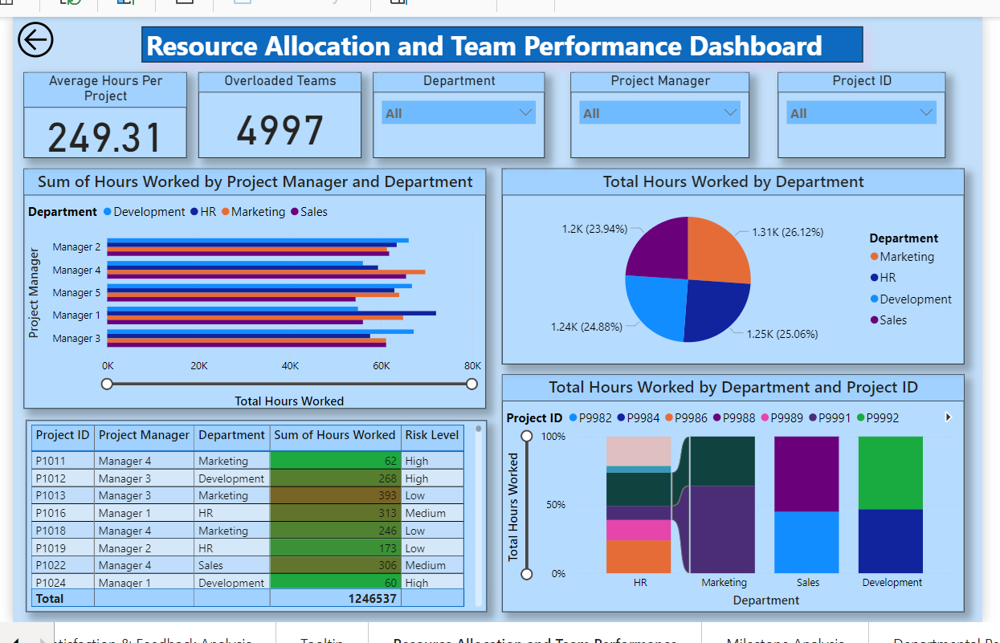 Resource Allocation and Team Performance Dashboard
Average Hours Per
Project
249.31
Overloaded Teams
4997
Department
All
Project Manager
All
Project ID
All
Sum of Hours Worked by Project Manager and Department
Department Development HR Marketing Sales
Project Manager
Manager 2
Manager 4
Manager 5
Manager 1
Manager 3
0K 20K 40K 60K 80K
Total Hours Worked
Total Hours Worked by Department
1.2K (23.94%)
1.31K (26.12%)
1.24K (24.88%)
1.25K (25.06%)
Department
Marketing
HR
Development
Sales
Project ID Project Manager Department Sum of Hours Worked Risk Level
P1011 Manager 4 Marketing 62 High
P1012 Manager 3 Development 268 High
P1013 Manager 3 Marketing 393 Low
P1016 Manager 1 HR 313 Medium
P1018 Manager 4 Marketing 246 Low
P1019 Manager 2 HR 173 Low
P1022 Manager 4 Sales 306 Medium
P1024 Manager 1 Development 60 High
Total 1246537
Total Hours Worked by Department and Project ID
Project ID P9982 P9984 P9986 P9988 P9989 P9991 P9992
Total Hours Worked
100%
50%
0%
HR Marketing Sales Development
Department
Tooltip
Resource Allocation and Team Performance
Milestone Analysis